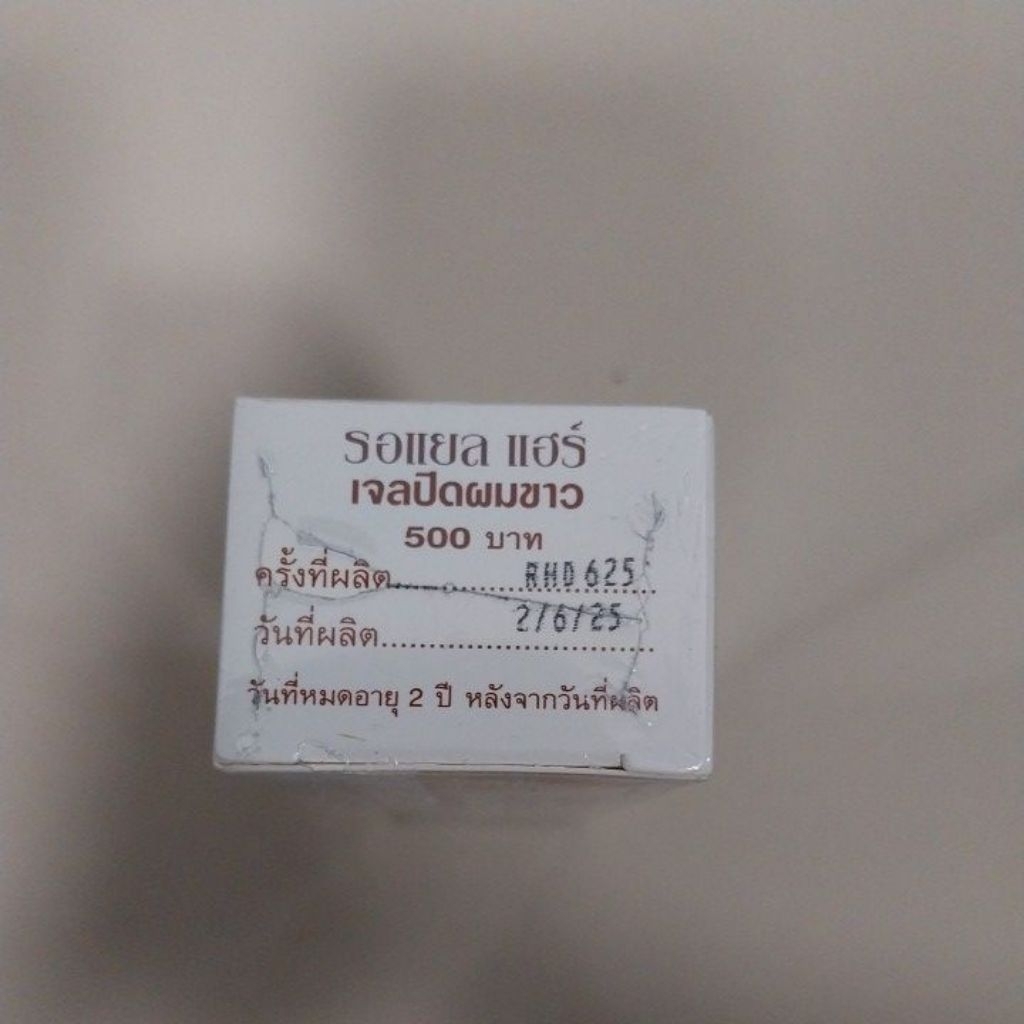 รอแยล แฮร์
เจลปิดผมขาว
500 บาท
ครั้งที่ผลิต..................RHD 625
วันที่ผลิต..................2/6/25
วันที่หมดอายุ 2 ปี หลังจากวันที่ผลิต